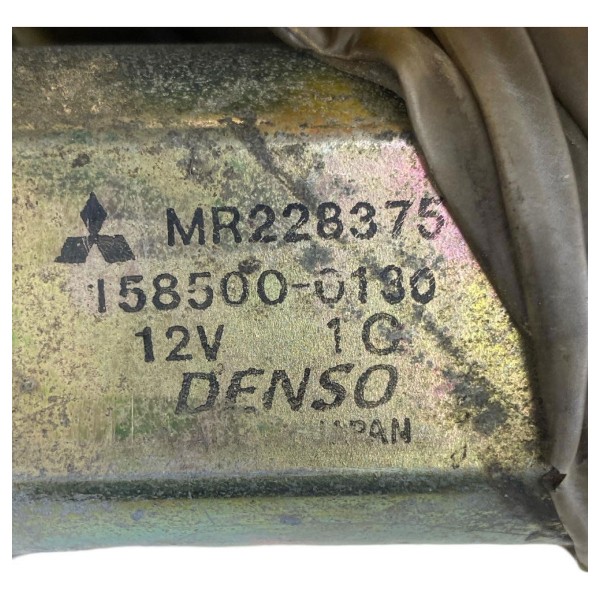 MR228375
158500-0130
12V 1C
DENSO
JAPAN